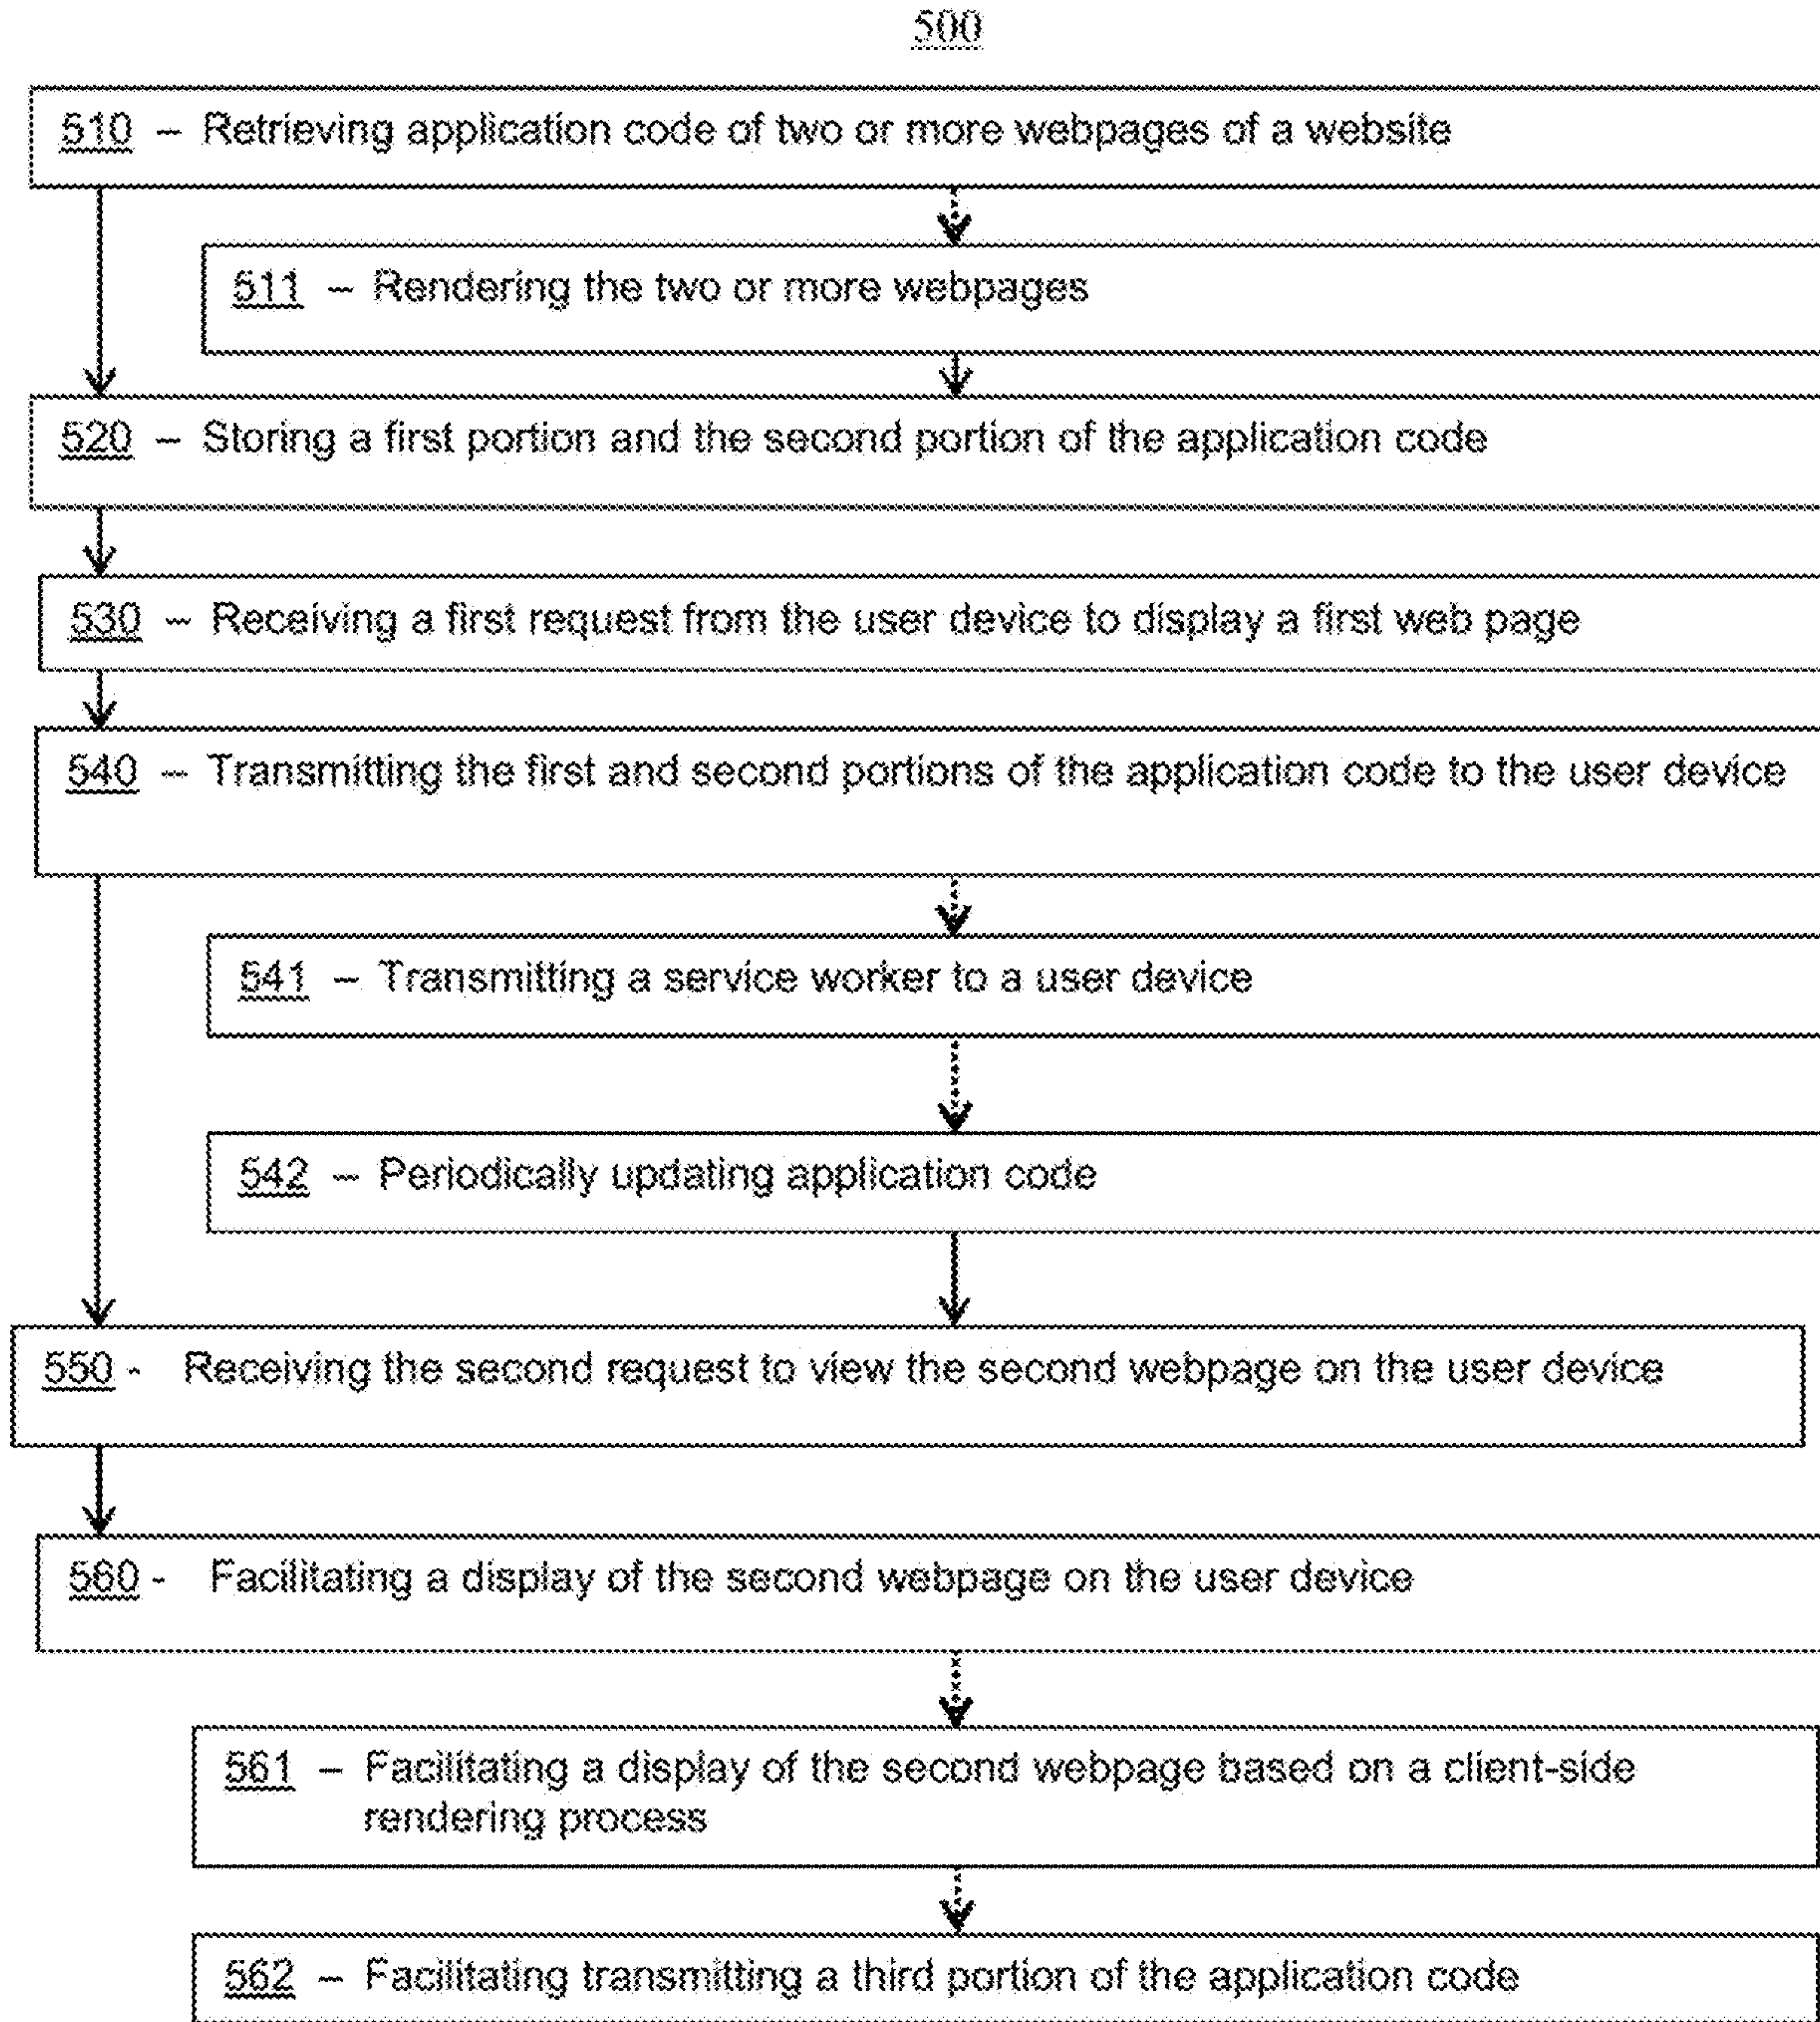 500
510 – Retrieving application code of two or more webpages of a website
511 – Rendering the two or more webpages
520 – Storing a first portion and the second portion of the application code
530 – Receiving a first request from the user device to display a first web page
540 – Transmitting the first and second portions of the application code to the user device
541 – Transmitting a service worker to a user device
542 – Periodically updating application code
550 - Receiving the second request to view the second webpage on the user device
560 - Facilitating a display of the second webpage on the user device
561 – Facilitating a display of the second webpage based on a client-side
rendering process
562 – Facilitating transmitting a third portion of the application code